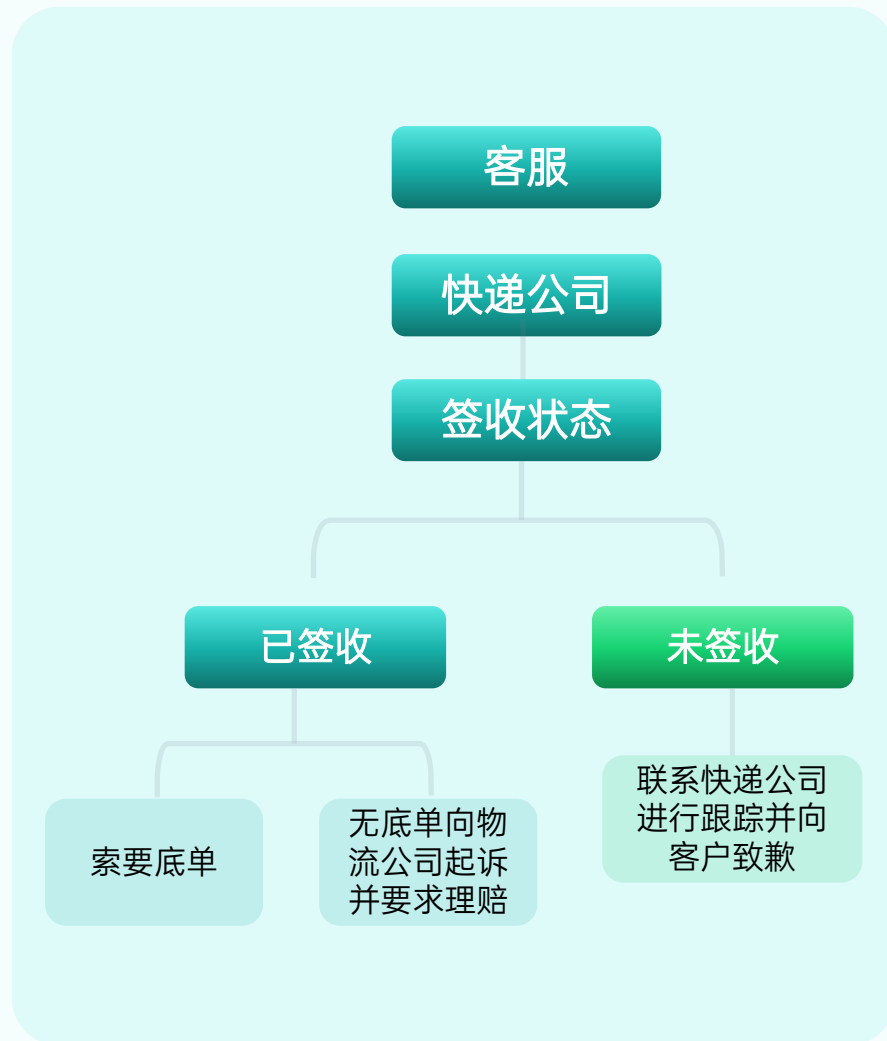 客服
快递公司
签收状态
已签收
未签收
索要底单
无底单向物
流公司起诉
并要求理赔
联系快递公司
进行跟踪并向
客户致歉